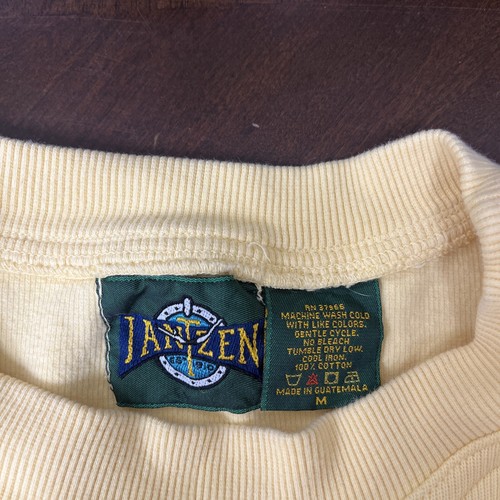 JANTZEN
RN 37966
MACHINE WASH COLD
WITH LIKE COLORS.
GENTLE CYCLE.
NO BLEACH
TUMBLE DRY LOW.
COOL IRON.
100% COTTON
MADE IN GUATEMALA
M